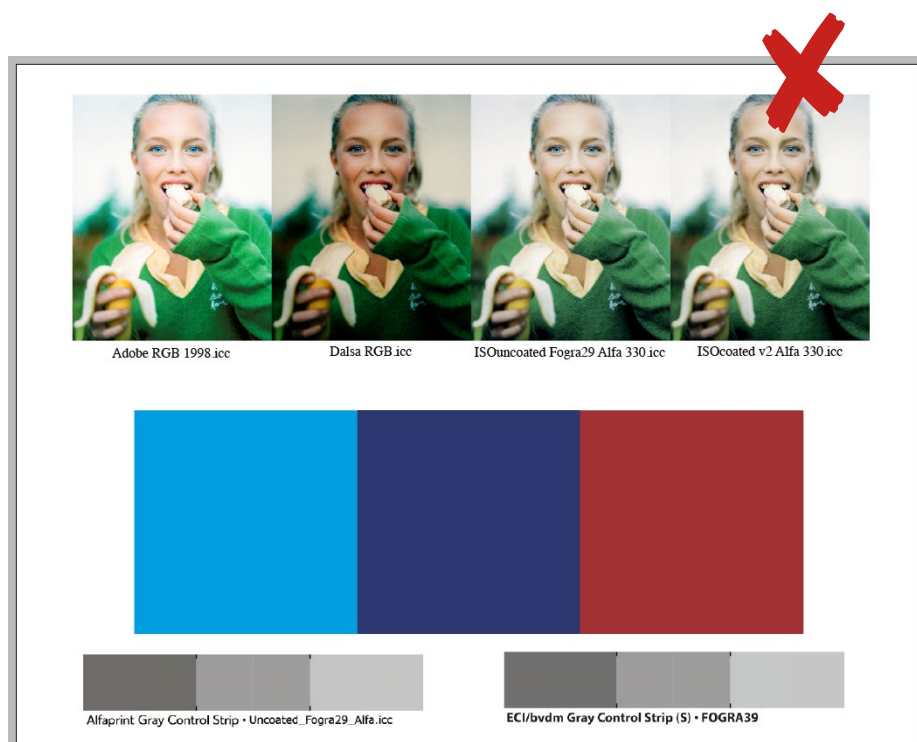 Adobe RGB 1998.icc
Dalsa RGB.icc
ISOuncoated Fogra29 Alfa 330.icc
ISOcoated v2 Alfa 330.icc
Alfaprint Gray Control Strip • Uncoated_Fogra29_Alfa.icc
ECI/bvdm Gray Control Strip (S) • FOGRA39